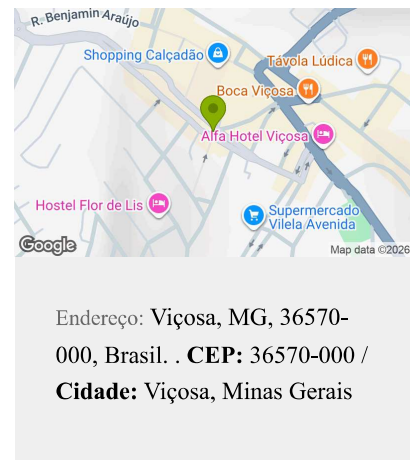 R. Benjamin Araújo
Shopping Calçadão
Távola Lúdica
Boca Viçosa
Alfa Hotel Viçosa
Hostel Flor de Lis
Supermercado
Vilela Avenida
Google
Map data ©2026
Endereço: Viçosa, MG, 36570-
000, Brasil. . CEP: 36570-000 /
Cidade: Viçosa, Minas Gerais